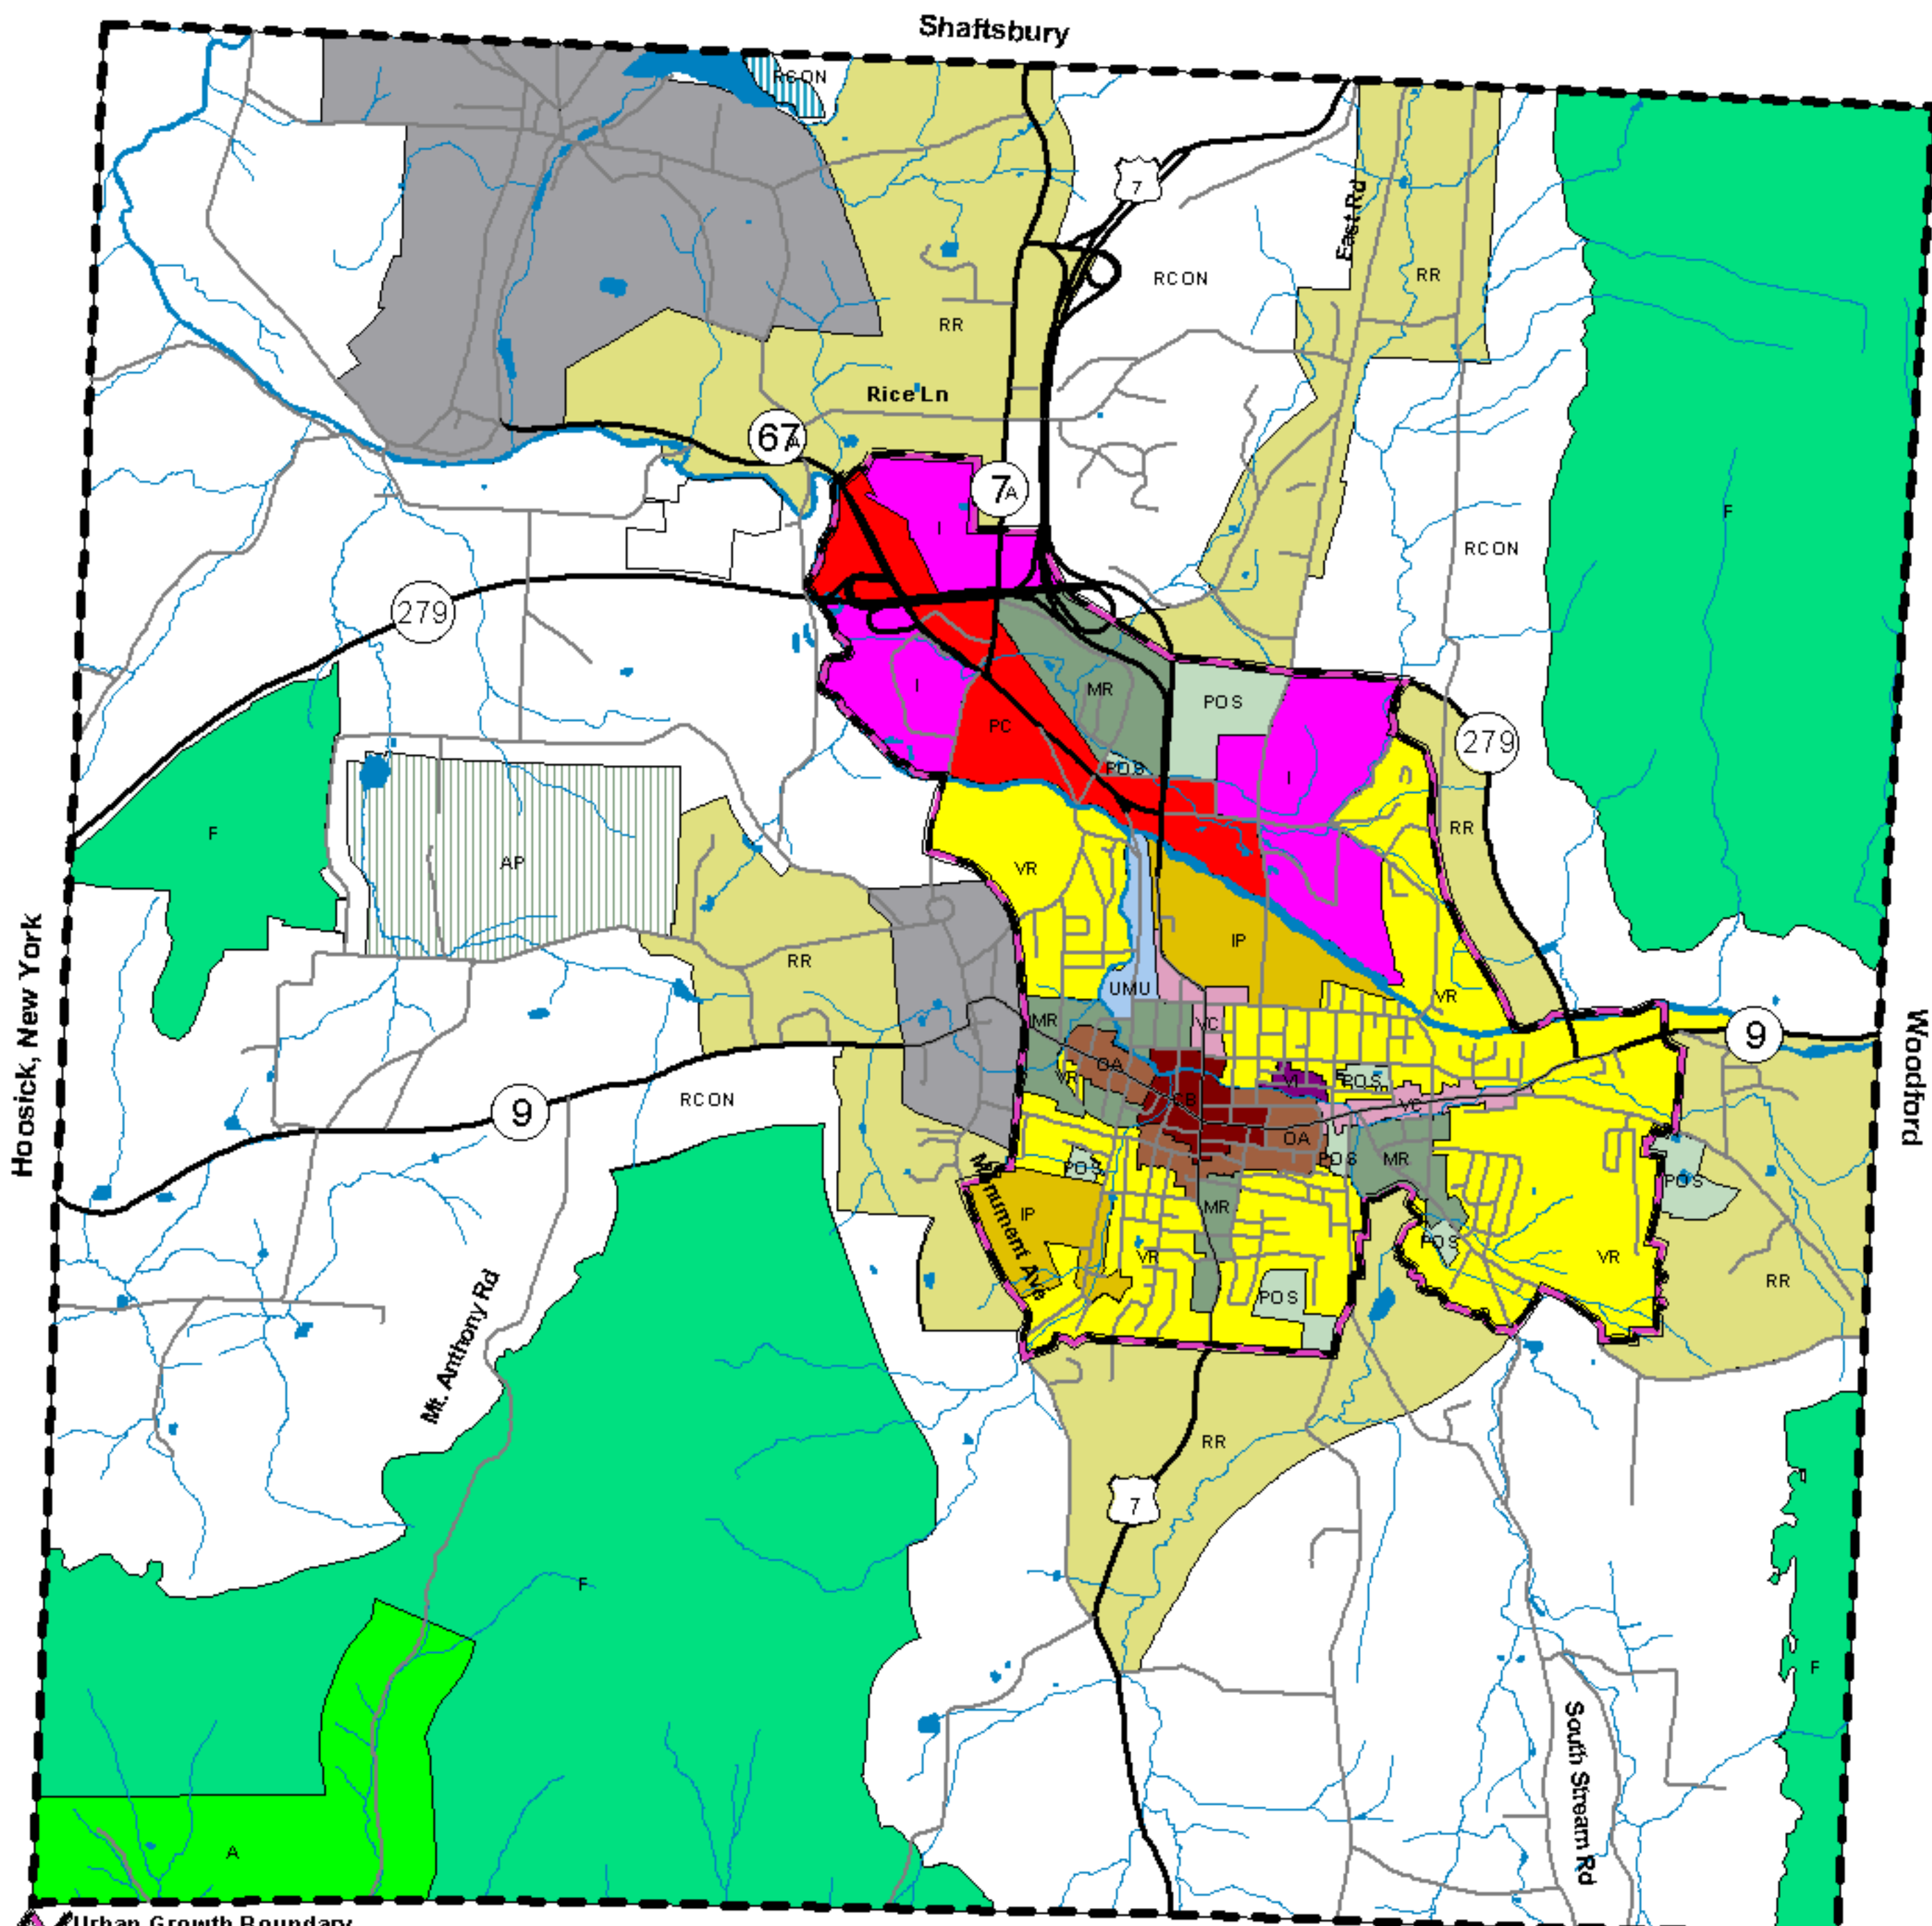 Shaftsbury
RCON
7
East Rd
RCON
RR
RR
Rice Ln
67A
7A
F
I
RCON
279
I
MR
POS
PC
279
POS
I
RR
F
AP
VR
RR
IP
UMU
VR
MR
VC
9
Hoosick, New York
Woodford
OA
VR
VI
POS
CB
VC
RCON
9
OA
POS
MR
POS
POS
Monument Ave
IP
MR
POS
VR
VR
RR
POS
Mt. Anthony Rd
RR
7
F
F
South Stream Rd
A
Urban Growth Boundary